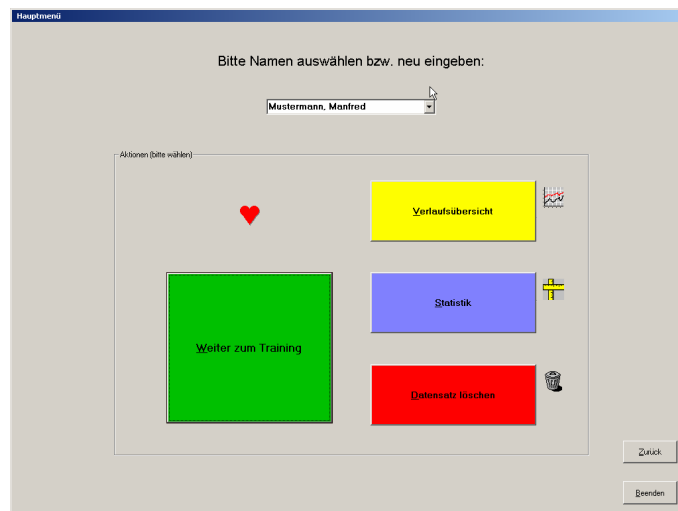 Hauptmenü
Bitte Namen auswählen bzw. neu eingeben:
Mustermann, Manfred
Aktionen (bitte wählen)
Verlaufsübersicht
Statistik
Weiter zum Training
Datensatz löschen
Zurück
Beenden